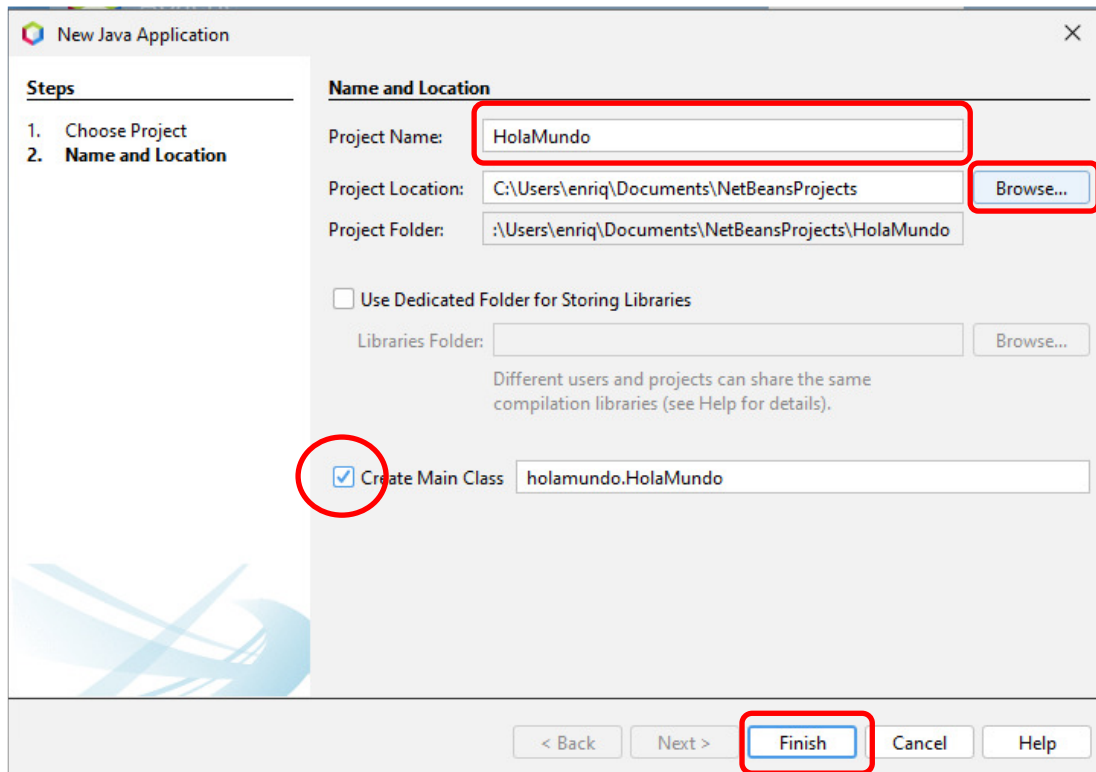 New Java Application
Steps
1. Choose Project
2. Name and Location
Name and Location
Project Name: HolaMundo
Project Location: C:\Users\enriq\Documents\NetBeansProjects Browse...
Project Folder: :\Users\enriq\Documents\NetBeansProjects\HolaMundo
Use Dedicated Folder for Storing Libraries
Libraries Folder: Browse...
Different users and projects can share the same
compilation libraries (see Help for details).
Create Main Class holamundo.HolaMundo
< Back Next > Finish Cancel Help